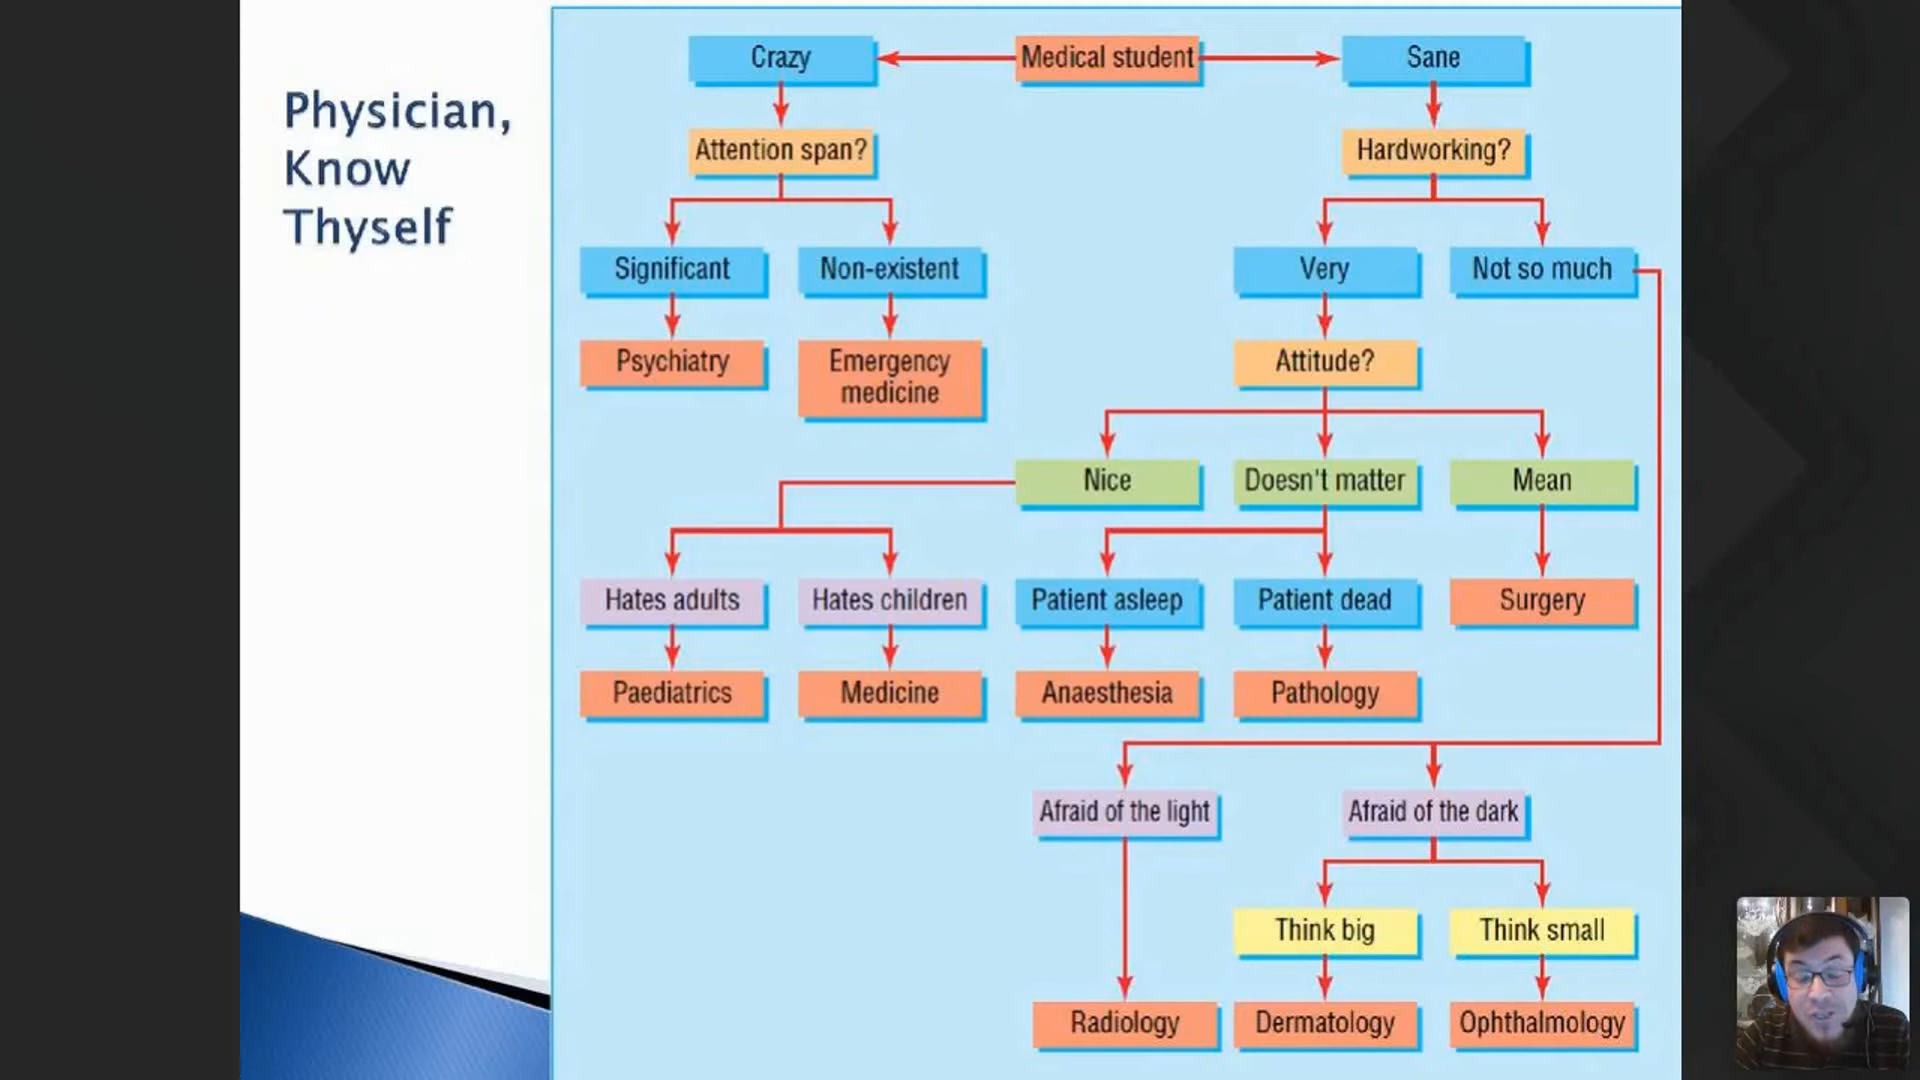 Physician,
Know
Thyself
Crazy
Medical student
Sane
Attention span?
Hardworking?
Significant
Non-existent
Very
Not so much
Psychiatry
Emergency
medicine
Attitude?
Nice
Doesn't matter
Mean
Hates adults
Hates children
Patient asleep
Patient dead
Surgery
Paediatrics
Medicine
Anaesthesia
Pathology
Afraid of the light
Afraid of the dark
Think big
Think small
Radiology
Dermatology
Ophthalmology